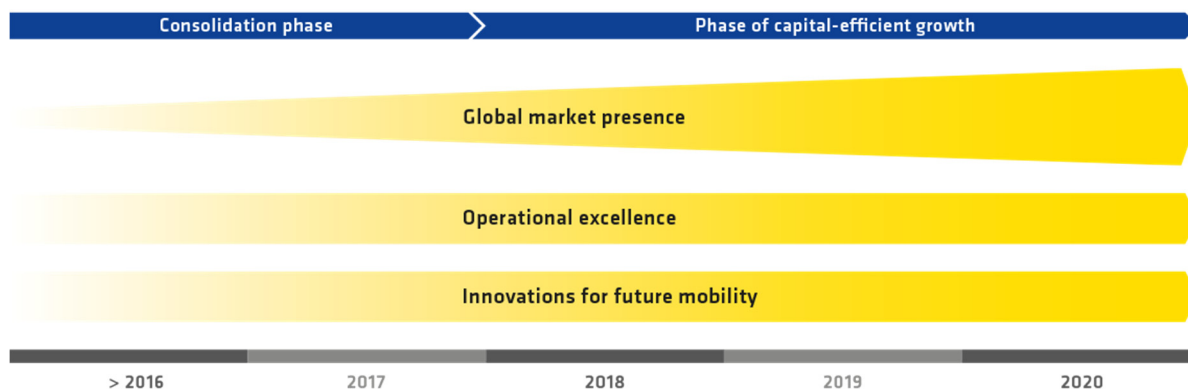 Consolidation phase
Phase of capital-efficient growth
Global market presence
Operational excellence
Innovations for future mobility
> 2016
2017
2018
2019
2020